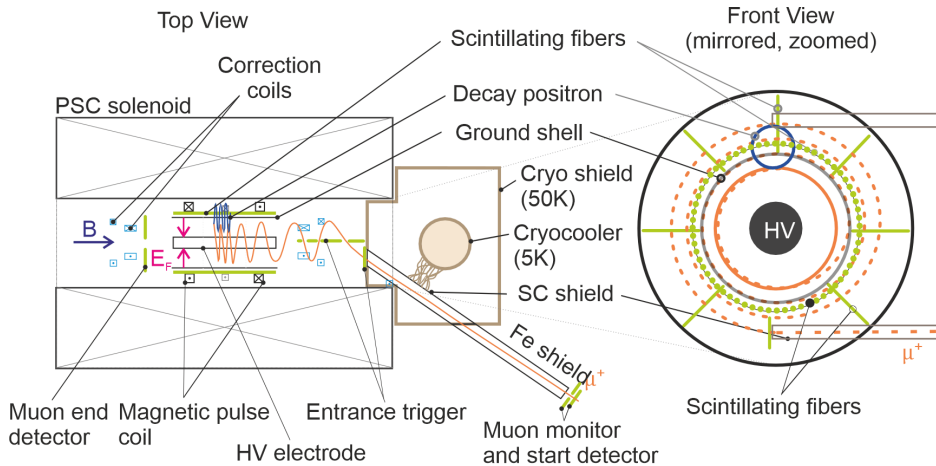 Top View
Front View
(mirrored, zoomed)
Scintillating fibers
Correction
coils
PSC solenoid
Decay positron
Ground shell
Cryo shield
(50K)
Cryocooler
(5K)
SC shield
B
E_F
HV
Fe shield
μ⁺
μ⁺
Muon end
detector
Magnetic pulse
coil
HV electrode
Entrance trigger
Muon monitor
and start detector
Scintillating fibers